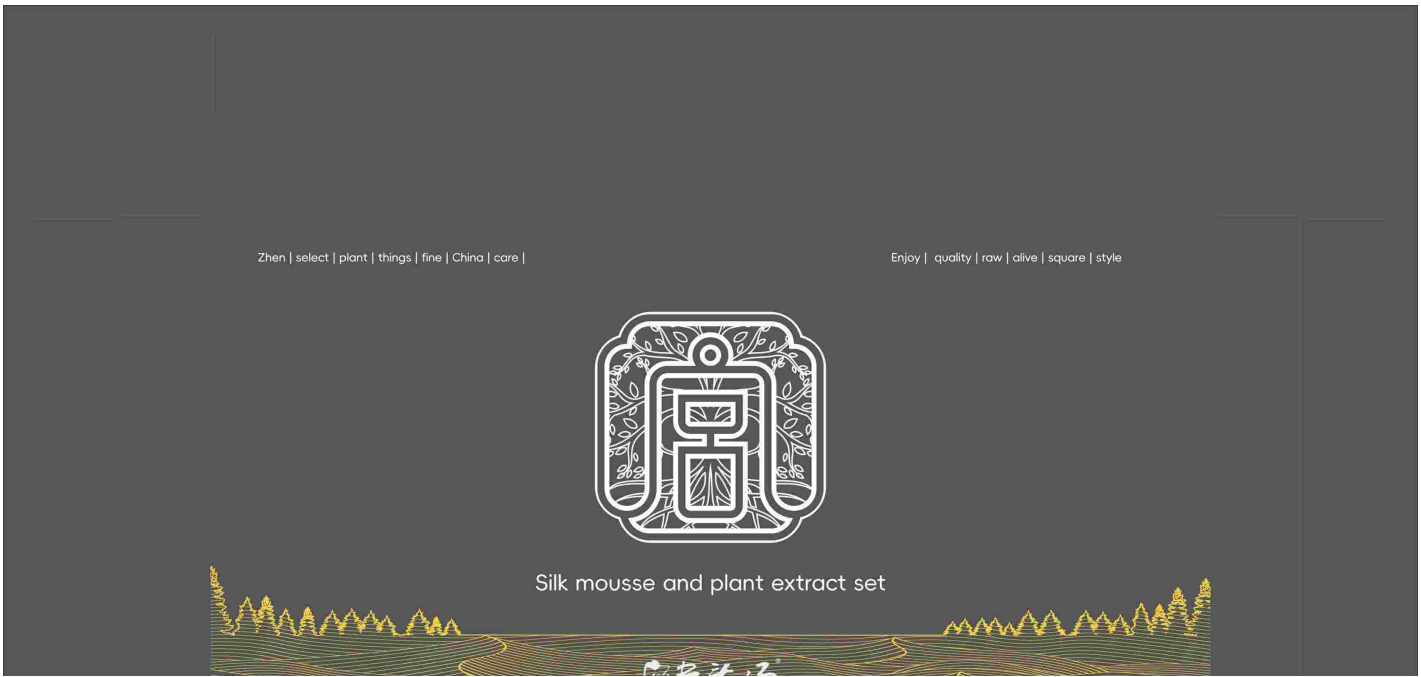 Zhen | select | plant | things | fine | China | care |
Enjoy | quality | raw | alive | square | style
Silk mousse and plant extract set